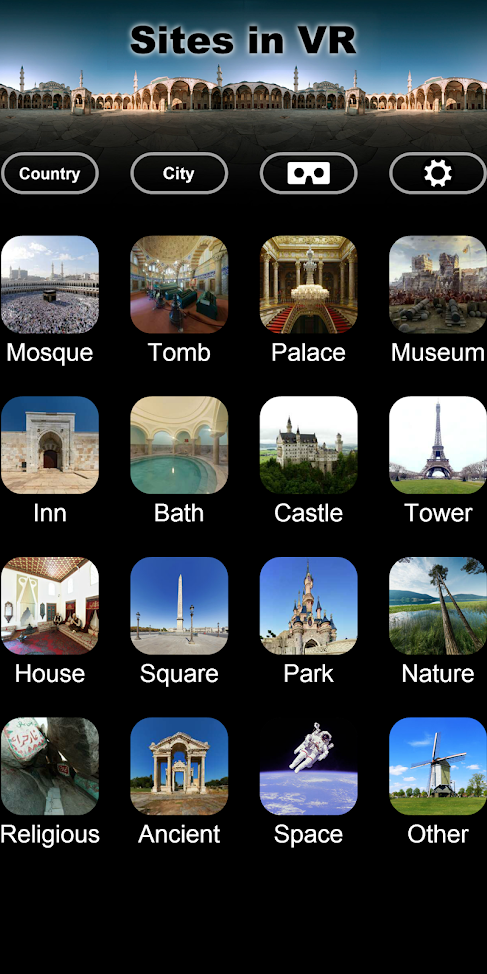 Sites in VR
Country
City
Mosque
Tomb
Palace
Museum
Inn
Bath
Castle
Tower
House
Square
Park
Nature
Religious
Ancient
Space
Other